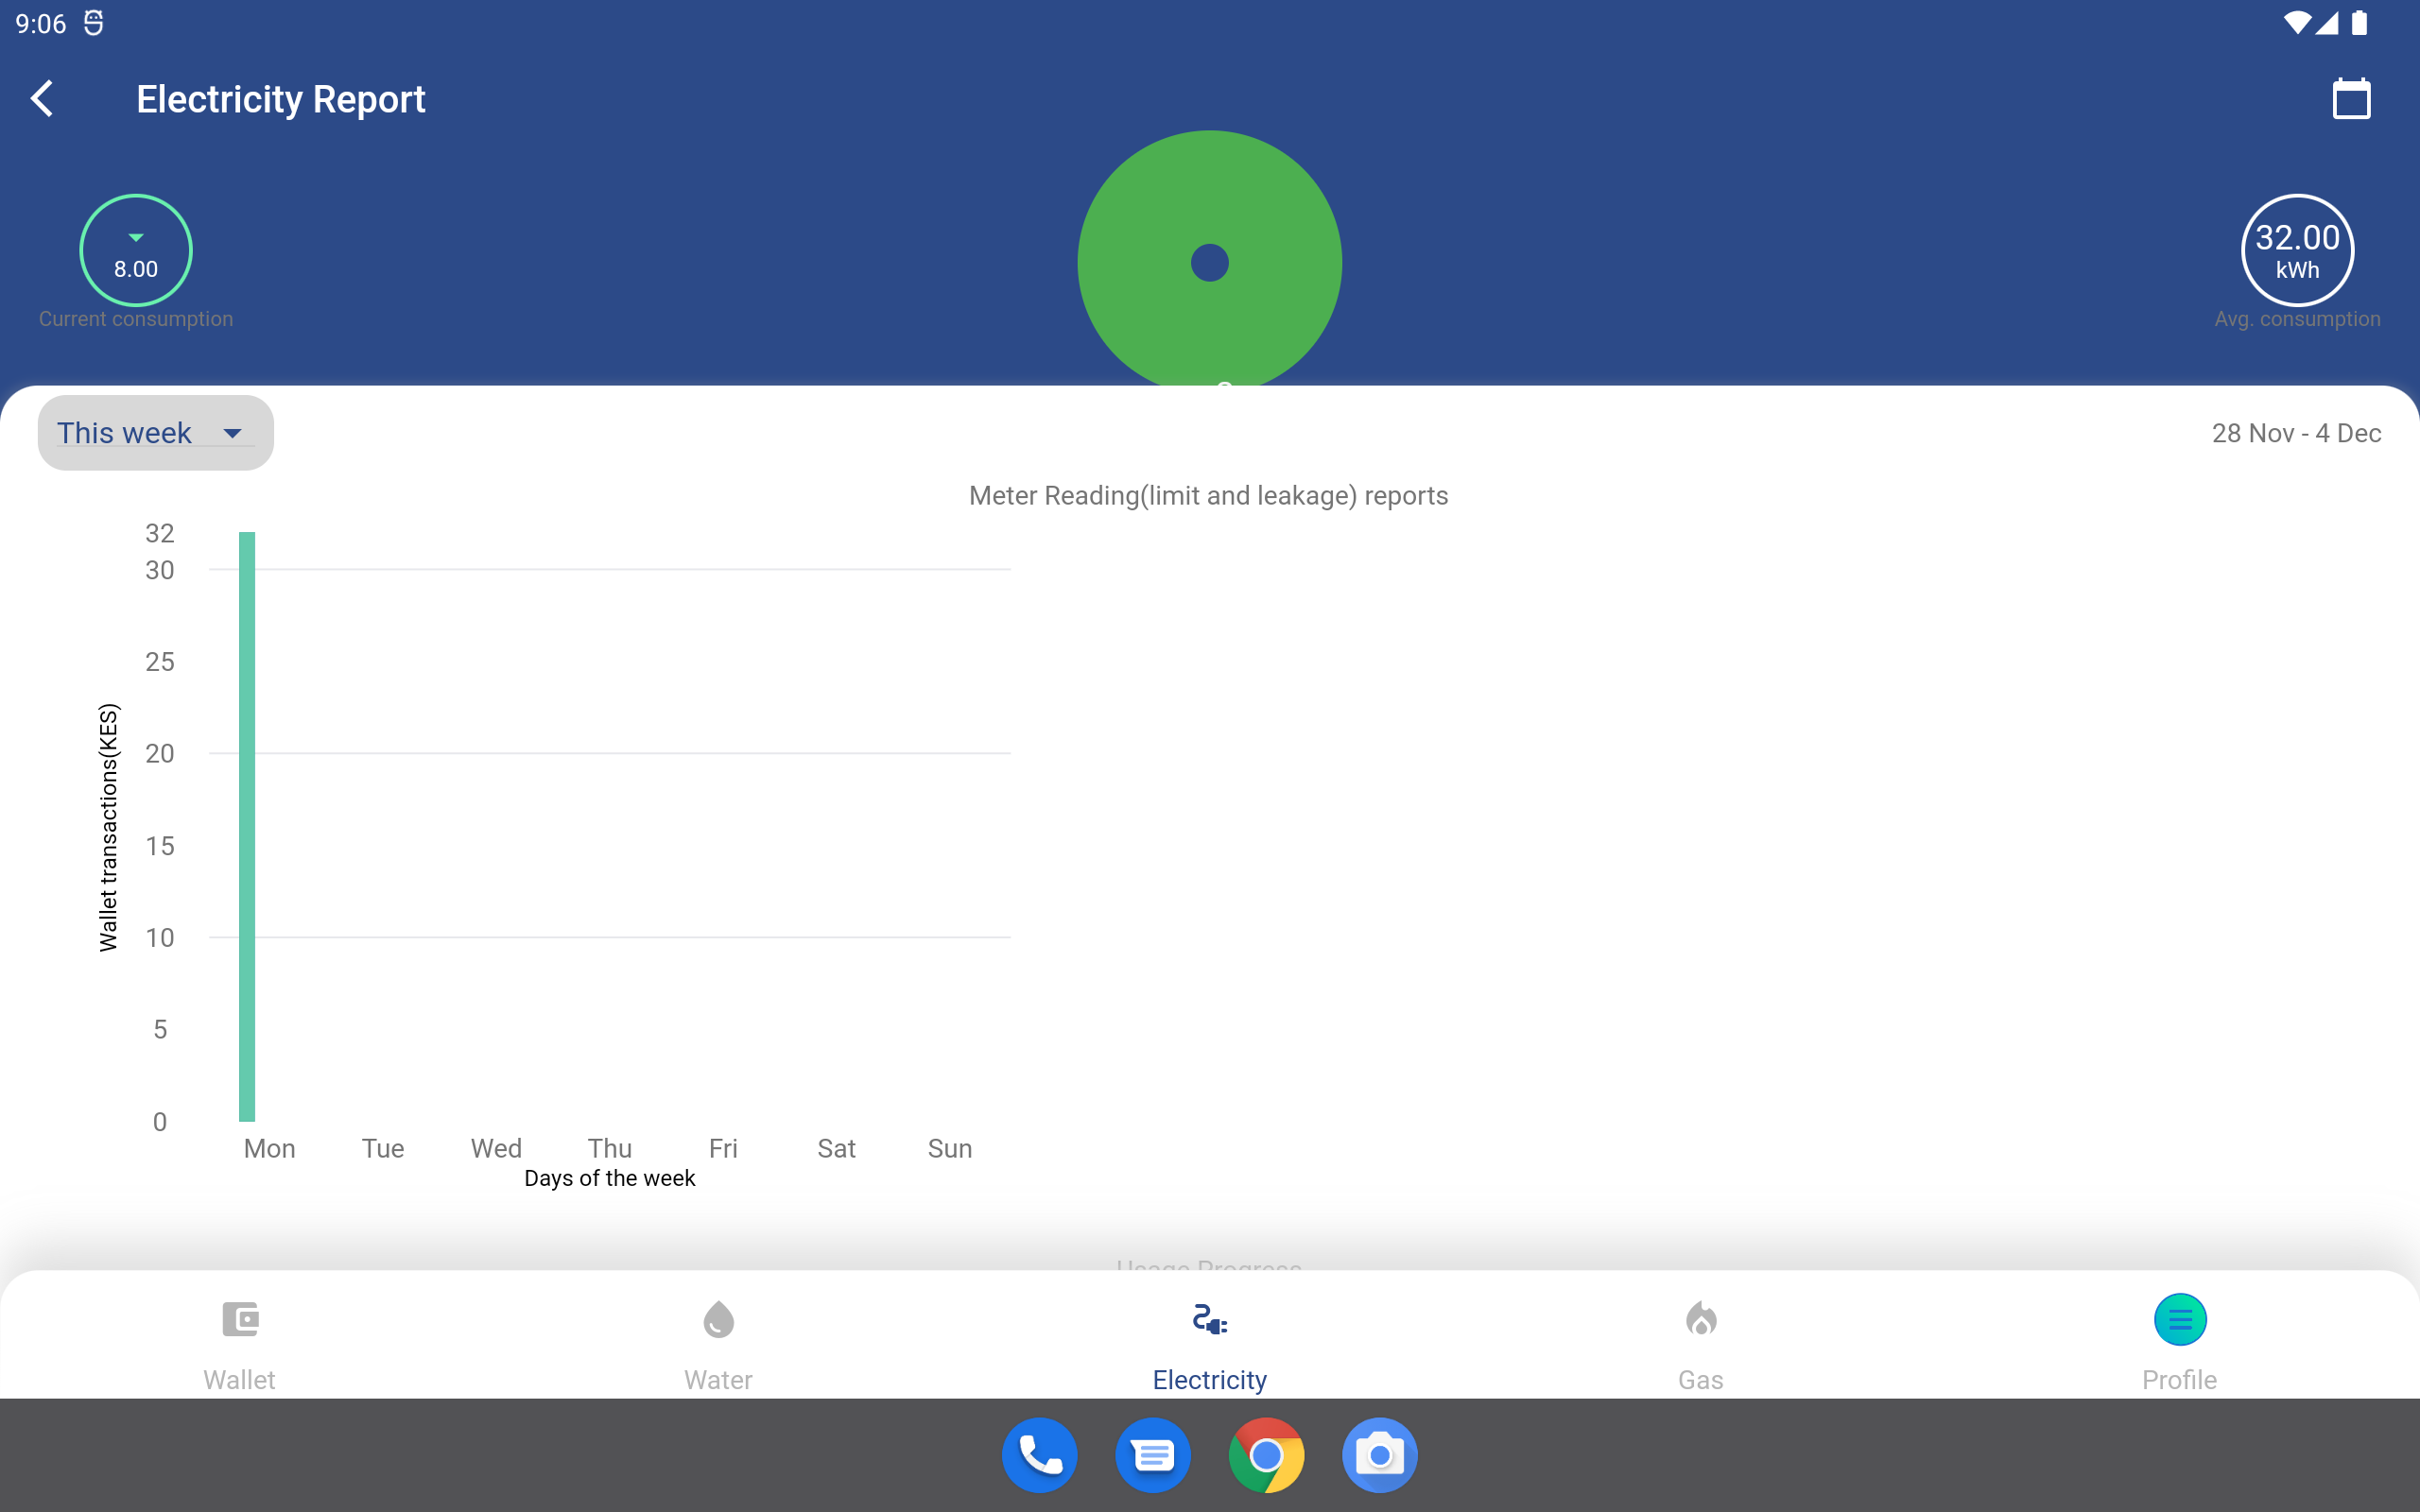 9:06
Electricity Report
8.00
Current consumption
32.00
kWh
Avg. consumption
This week
28 Nov - 4 Dec
Meter Reading(limit and leakage) reports
32
30
25
20
15
10
5
0
Wallet transactions(KES)
Mon Tue Wed Thu Fri Sat Sun
Days of the week
Usage Progress
Wallet Water Electricity Gas Profile